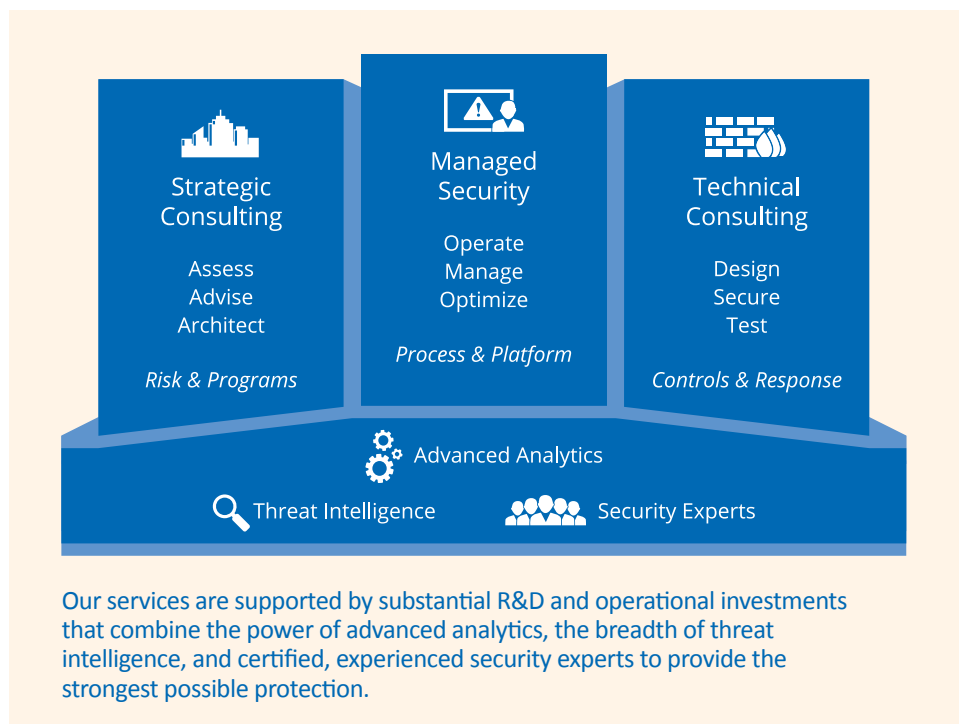 Strategic
Consulting
Assess
Advise
Architect
Risk & Programs
Managed
Security
Operate
Manage
Optimize
Process & Platform
Technical
Consulting
Design
Secure
Test
Controls & Response
Advanced Analytics
Threat Intelligence
Security Experts
Our services are supported by substantial R&D and operational investments
that combine the power of advanced analytics, the breadth of threat
intelligence, and certified, experienced security experts to provide the
strongest possible protection.